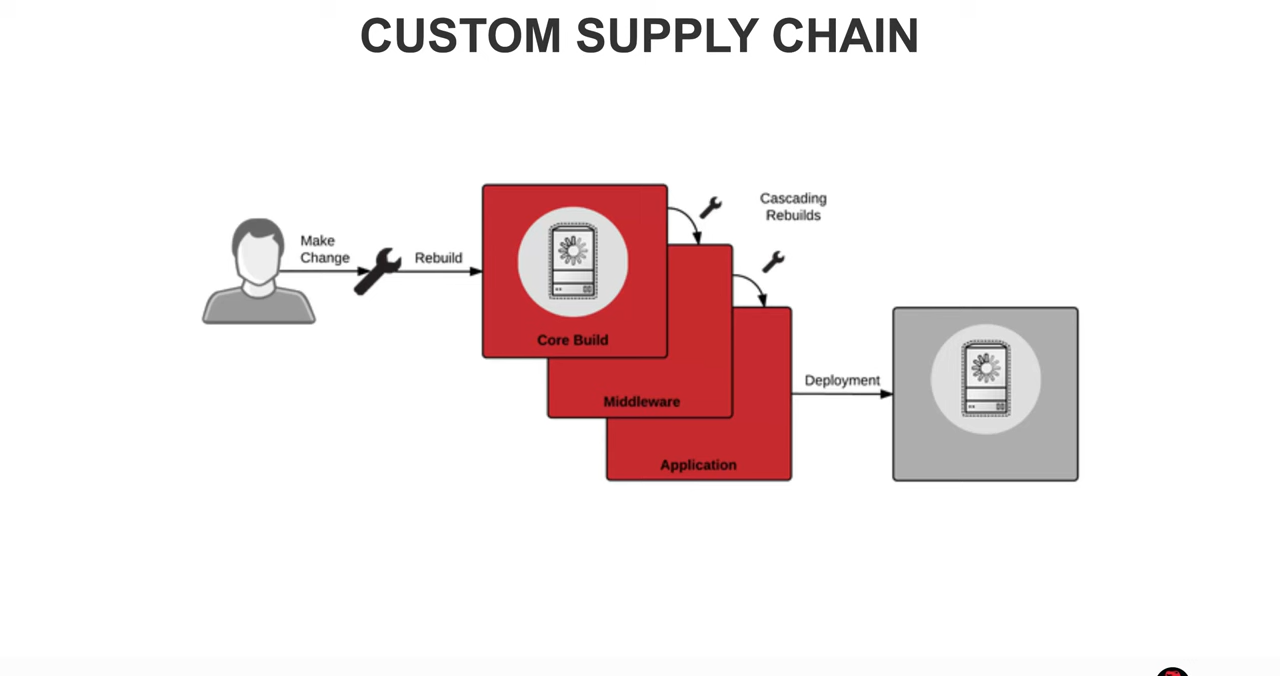 CUSTOM SUPPLY CHAIN
Make
Change
Rebuild
Cascading
Rebuilds
Core Build
Middleware
Application
Deployment